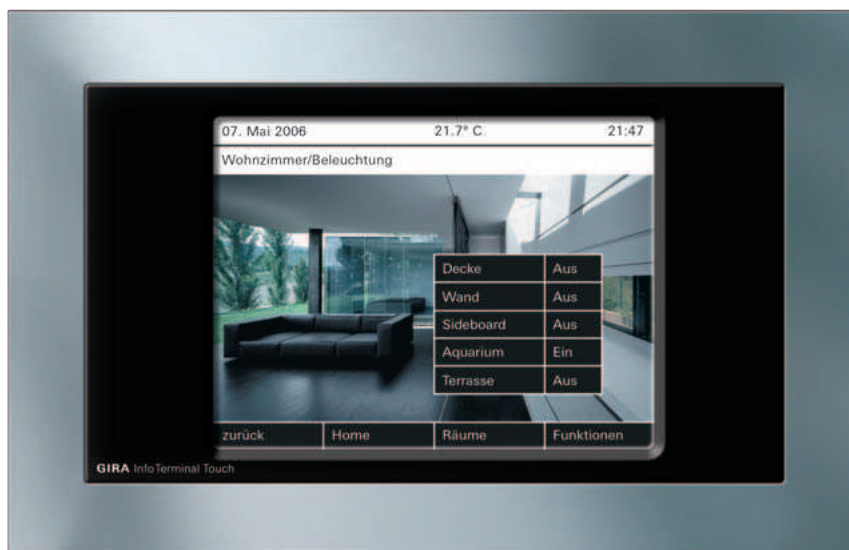 07. Mai 2006 21.7° C 21:47
Wohnzimmer/Beleuchtung
Decke Aus
Wand Aus
Sideboard Aus
Aquarium Ein
Terrasse Aus
zurück Home Räume Funktionen
GIRA InfoTerminal Touch